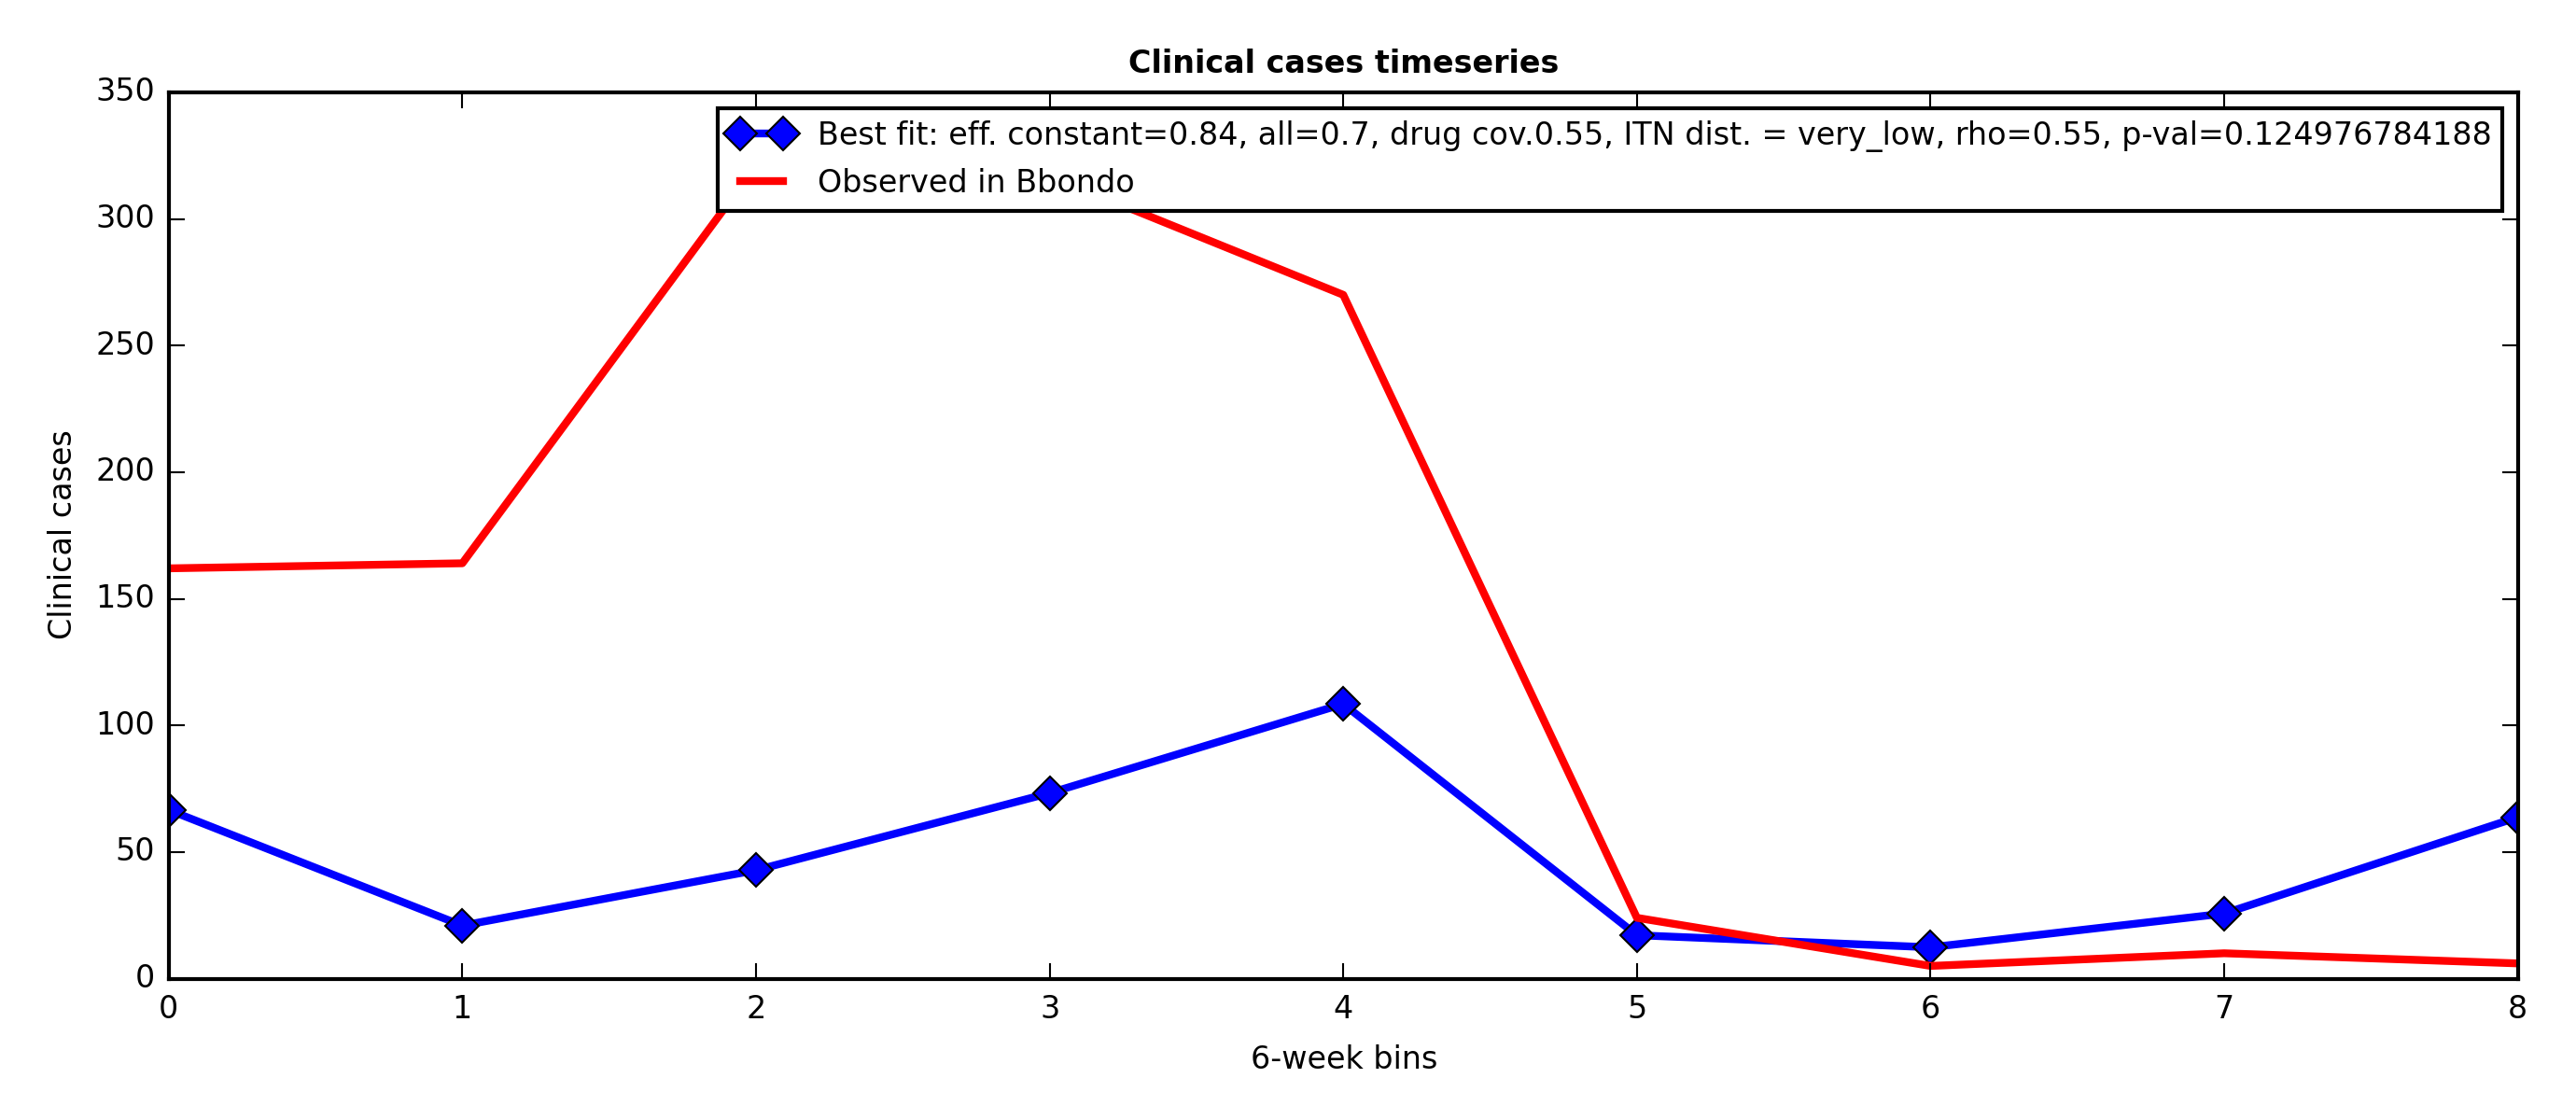 Clinical cases timeseries
Best fit: eff. constant=0.84, all=0.7, drug cov.0.55, ITN dist. = very_low, rho=0.55, p-val=0.124976784188
Observed in Bbondo
Clinical cases
350
300
250
200
150
100
50
0
0 1 2 3 4 5 6 7 8
6-week bins